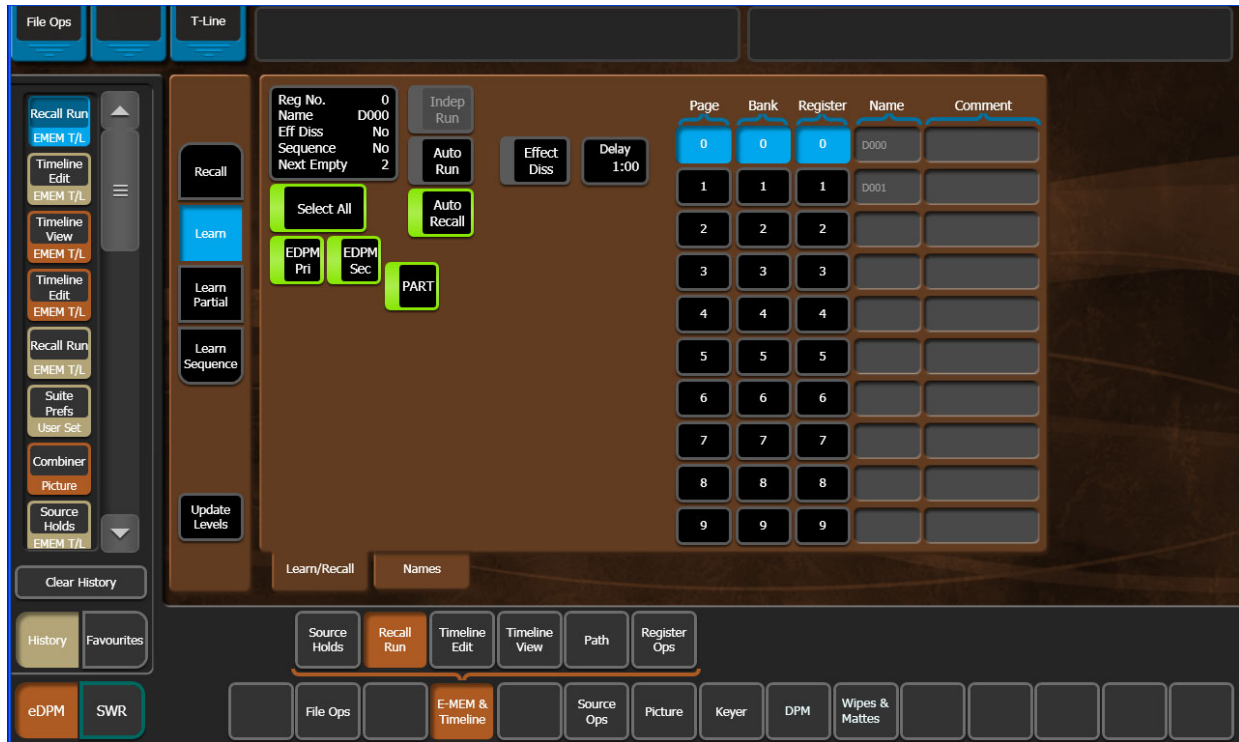 File Ops
T-Line
Recall Run
EMEM T/L
Timeline
Edit
EMEM T/L
Timeline
View
EMEM T/L
Timeline
Edit
EMEM T/L
Recall Run
EMEM T/L
Suite
Prefs
User Set
Combiner
Picture
Source
Holds
EMEM T/L
Clear History
History
Favourites
eDPM
SWR
Recall
Learn
Learn
Partial
Learn
Sequence
Update
Levels
Reg No. 0
Name D000
Eff Diss No
Sequence No
Next Empty 2
Indep
Run
Auto
Run
Effect
Diss
Delay
1:00
Select All
Auto
Recall
EDPM
Pri
EDPM
Sec
PART
Page Bank Register Name Comment
0 0 0 D000
1 1 1 D001
2 2 2
3 3 3
4 4 4
5 5 5
6 6 6
7 7 7
8 8 8
9 9 9
Learn/Recall
Names
Source
Holds
Recall
Run
Timeline
Edit
Timeline
View
Path
Register
Ops
File Ops
E-MEM &
Timeline
Source
Ops
Picture
Keyer
DPM
Wipes &
Mattes